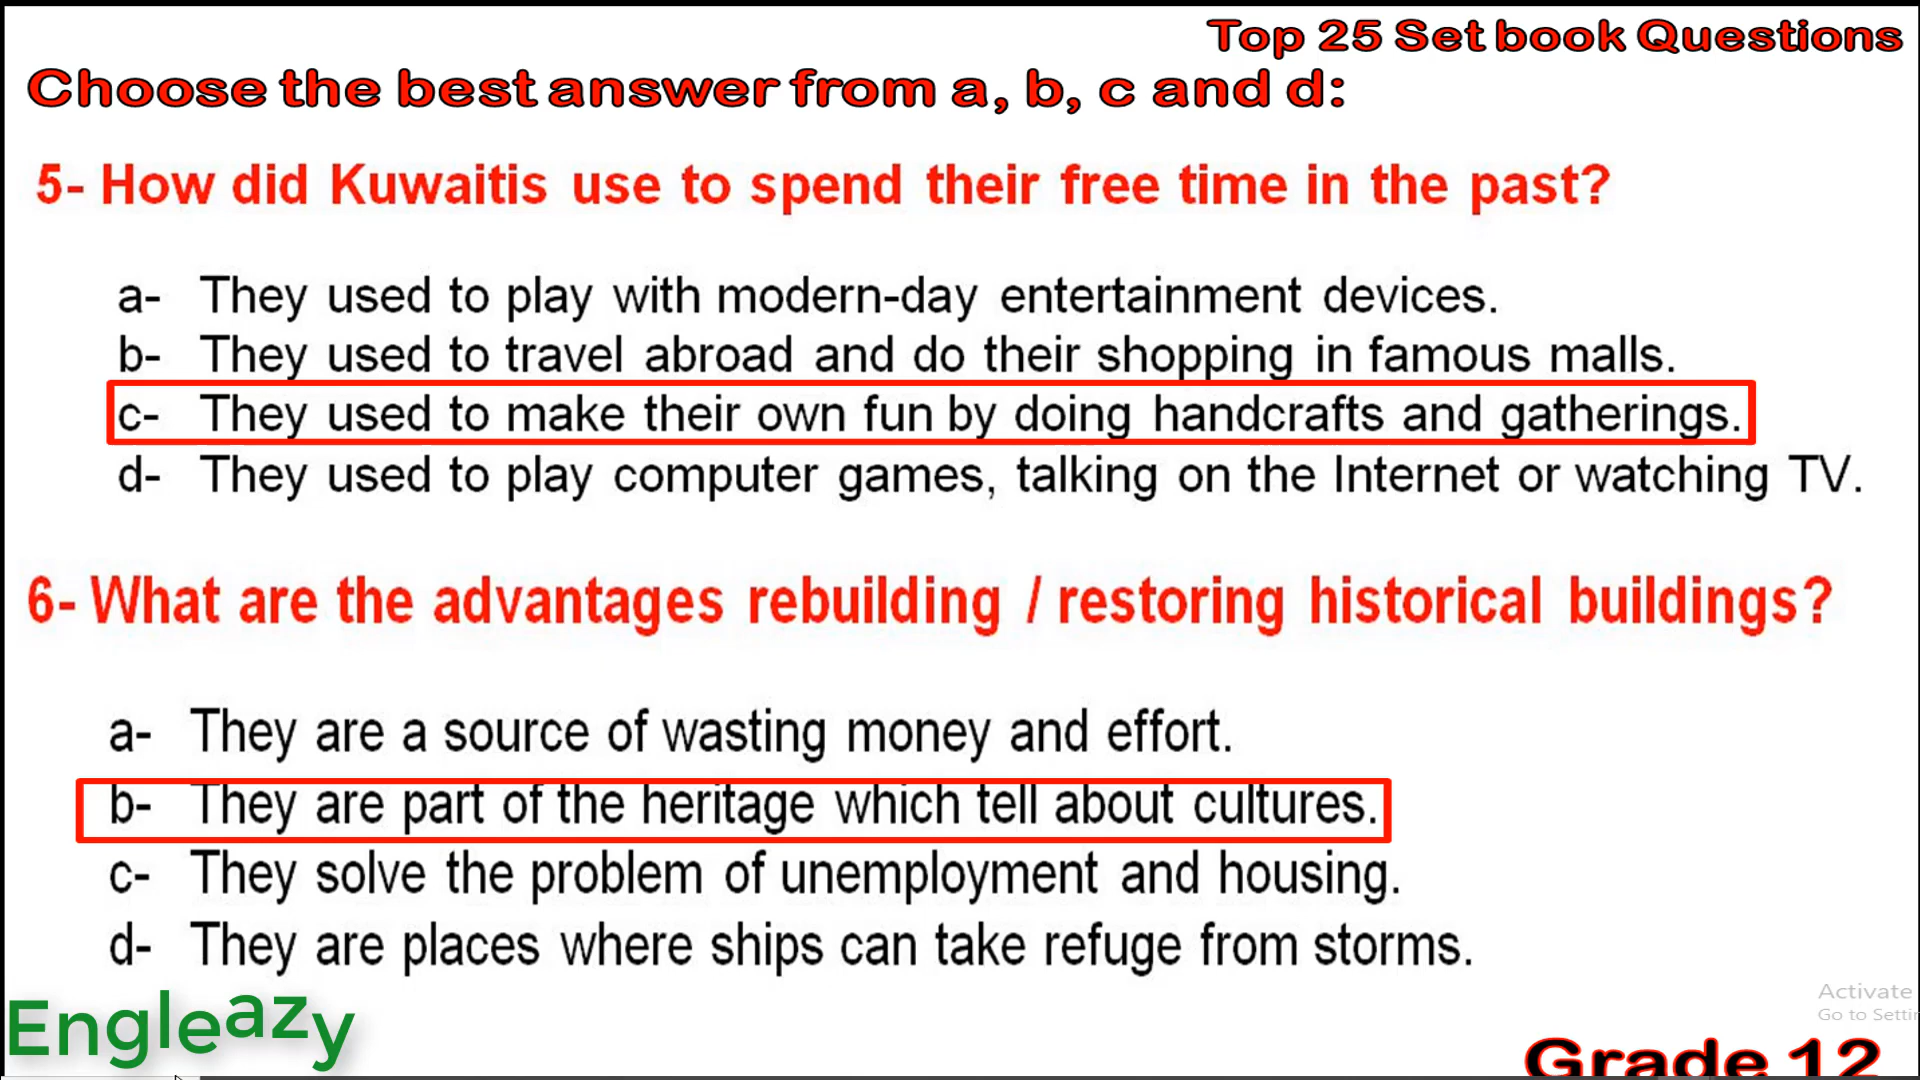 Top 25 Set book Questions
Choose the best answer from a, b, c and d:
5- How did Kuwaitis use to spend their free time in the past?
a- They used to play with modern-day entertainment devices.
b- They used to travel abroad and do their shopping in famous malls.
c- They used to make their own fun by doing handcrafts and gatherings.
d- They used to play computer games, talking on the Internet or watching TV.
6- What are the advantages rebuilding / restoring historical buildings?
a- They are a source of wasting money and effort.
b- They are part of the heritage which tell about cultures.
c- They solve the problem of unemployment and housing.
d- They are places where ships can take refuge from storms.
Activate
Go to Settin
Engleazy
Grade 12